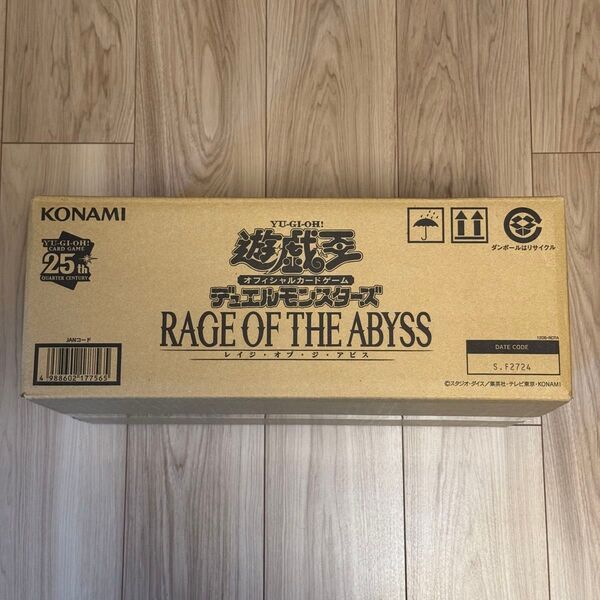 KONAMI
YU-GI-OH!
CARD GAME
25th
QUARTER CENTURY
YU-GI-OH!
遊戯王
オフィシャルカードゲーム
デュエルモンスターズ
RAGE OF THE ABYSS
レイジ・オブ・ジ・アビス
ダンボールはリサイクル
JANコード
4 988602 177565
DATE CODE
S.F2724
©スタジオ・ダイス/集英社・テレビ東京・KONAMI